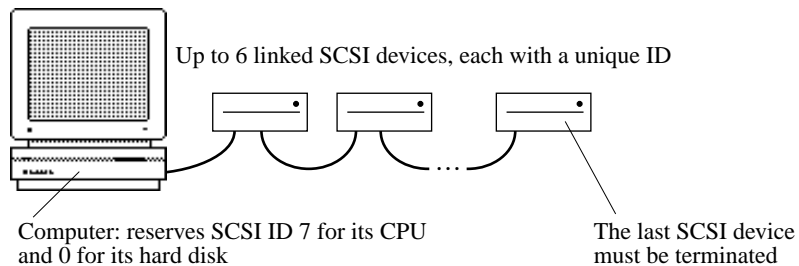 Up to 6 linked SCSI devices, each with a unique ID
...
Computer: reserves SCSI ID 7 for its CPU
and 0 for its hard disk
The last SCSI device
must be terminated